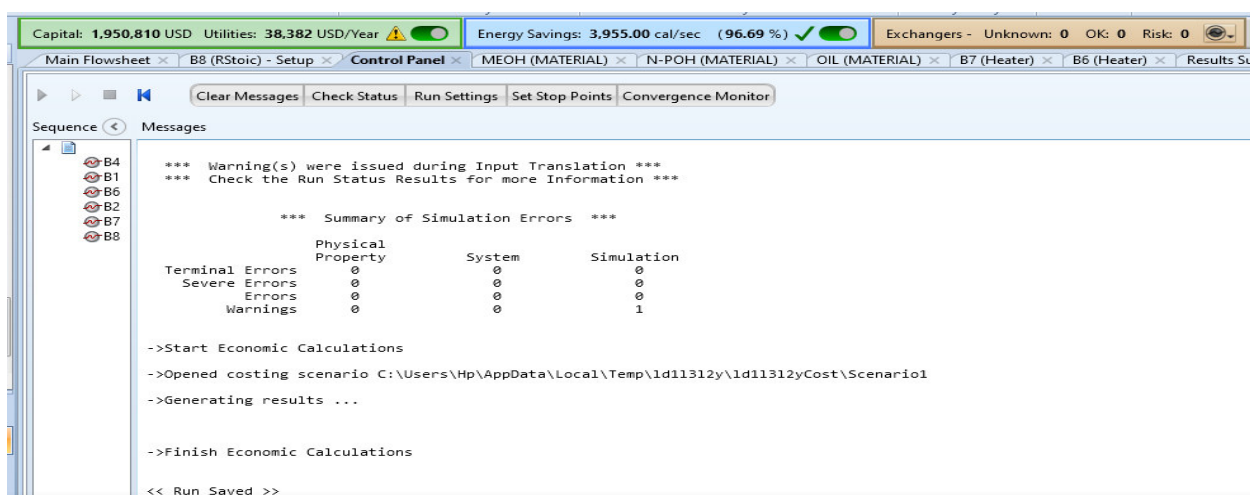 Capital: 1,950,810 USD Utilities: 38,382 USD/Year Energy Savings: 3,955.00 cal/sec (96.69 %) Exchangers - Unknown: 0 OK: 0 Risk: 0
Main Flowsheet × B8 (RStoic) - Setup × Control Panel × MEOH (MATERIAL) × N-POH (MATERIAL) × OIL (MATERIAL) × B7 (Heater) × B6 (Heater) × Results Su
Clear Messages Check Status Run Settings Set Stop Points Convergence Monitor
Sequence Messages
B4
B1
B6
B2
B7
B8
*** Warning(s) were issued during Input Translation ***
*** Check the Run Status Results for more Information ***
*** Summary of Simulation Errors ***
Physical
Property System Simulation
Terminal Errors 0 0 0
Severe Errors 0 0 0
Errors 0 0 0
Warnings 0 0 1
->Start Economic Calculations
->Opened costing scenario C:\Users\Hp\AppData\Local\Temp\ld11312y\ld11312yCost\Scenario1
->Generating results ...
->Finish Economic Calculations
<< Run Saved >>